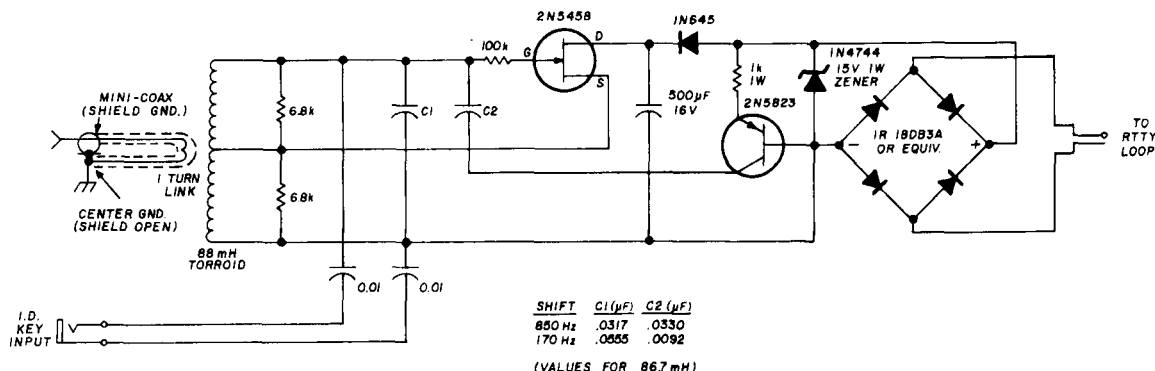 2N5458
1N645
100k
G
D
S
1N4744
15V 1W
ZENER
1k
1W
2N5823
500µF
16V
MINI-COAX
(SHIELD GND.)
6.8k
C1
C2
1R 18DB3A
OR EQUIV.
-
+
TO
RTTY
LOOP
1 TURN
LINK
6.8k
CENTER GND.
(SHIELD OPEN)
88mH
TORROID
0.01
0.01
I.D.
KEY
INPUT
SHIFT C1(µF) C2(µF)
850 Hz .0317 .0330
170 Hz .0555 .0092
(VALUES FOR 86.7 mH)